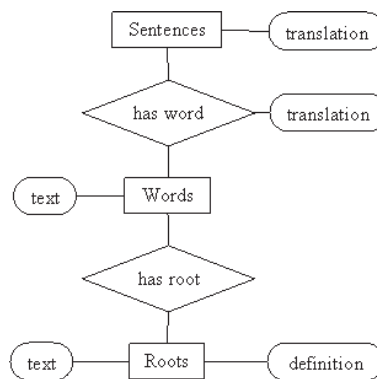 Sentences
translation
has word
translation
text
Words
has root
text
Roots
definition